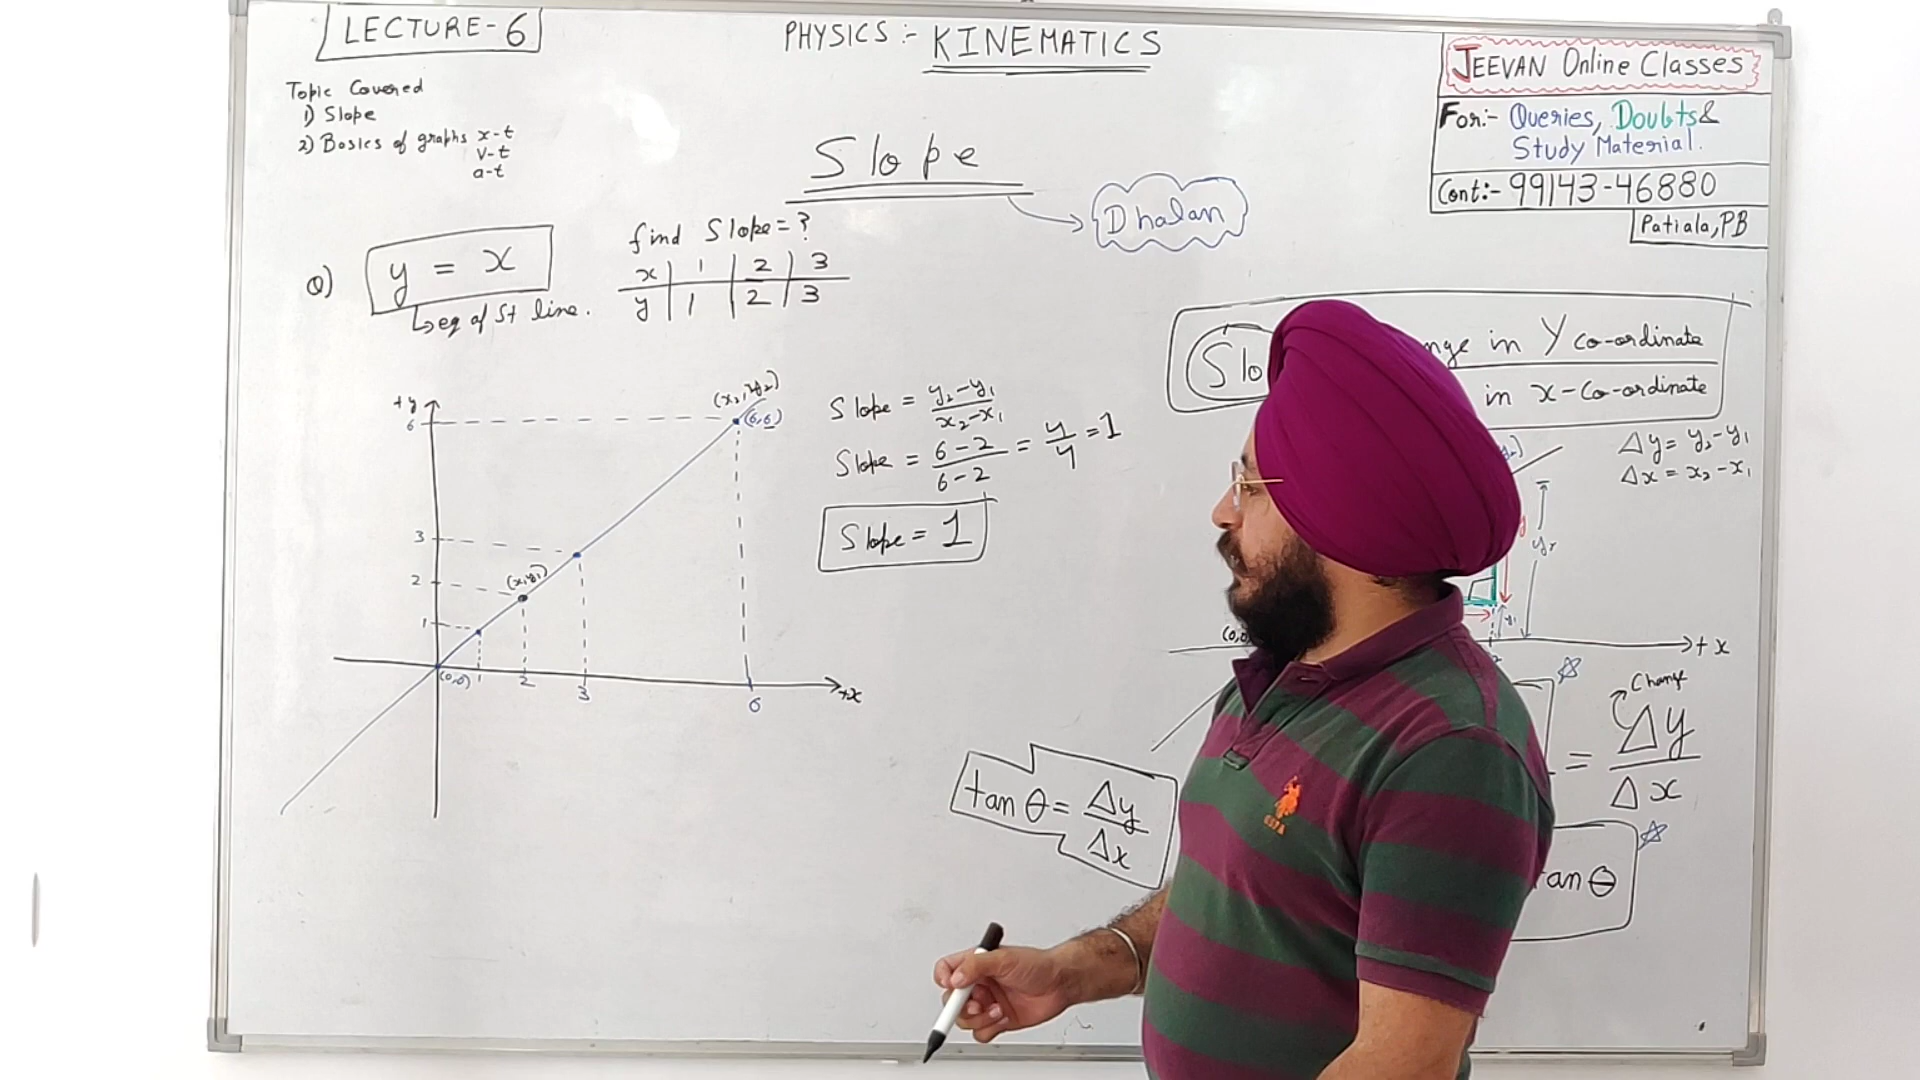 LECTURE-6
PHYSICS:- KINEMATICS
Topic Covered
1) Slope
2) Basics of graphs x-t
v-t
a-t
Slope
Dhalan
JEEVAN Online Classes
For:- Queries, Doubts &
Study Material.
Cont:- 99143-46880
Patiala, PB
Q) y = x
↳ eq of St line.
find Slope = ?
x | 1 | 2 | 3
y | 1 | 2 | 3
+y
6
3
2
1
(x₂, y₂)
(6,6)
(x₁, y₁)
(0,0) 1 2 3 6 +x
Slope = y₂-y₁/x₂-x₁
Slope = 6-2/6-2 = 4/4 = 1
Slope = 1
in Y co-ordinate
in x-co-ordinate
Δy = y₂-y₁
Δx = x₂-x₁
+x
Change
= Δy/Δx
tan θ = Δy/Δx
tan θ